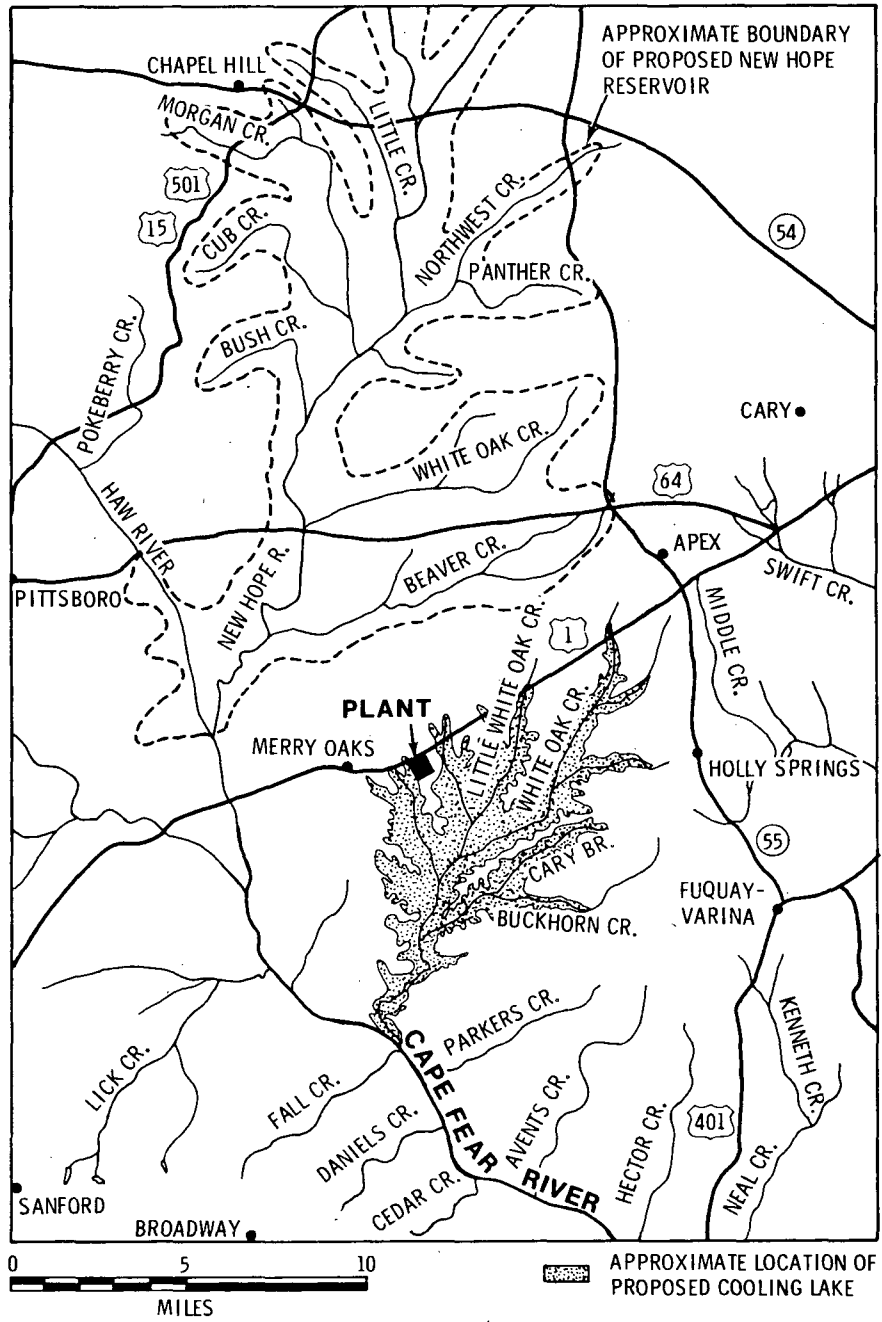 APPROXIMATE BOUNDARY
OF PROPOSED NEW HOPE
RESERVOIR
CHAPEL HILL
MORGAN CR.
LITTLE CR.
501
15
CUB CR.
NORTHWEST CR.
54
PANTHER CR.
BUSH CR.
POKEBERRY CR.
CARY
WHITE OAK CR.
64
HAW RIVER
APEX
BEAVER CR.
SWIFT CR.
PITTSBORO
NEW HOPE R.
MIDDLE CR.
1
LITTLE WHITE OAK CR.
WHITE OAK CR.
PLANT
MERRY OAKS
HOLLY SPRINGS
55
CARY BR.
FUQUAY-
VARINA
BUCKHORN CR.
PARKERS CR.
KENNETH CR.
LICK CR.
CAPE FEAR RIVER
FALL CR.
AVENTS CR.
HECTOR CR.
401
DANIELS CR.
NEAL CR.
CEDAR CR.
SANFORD
BROADWAY
0 5 10
MILES
APPROXIMATE LOCATION OF
PROPOSED COOLING LAKE